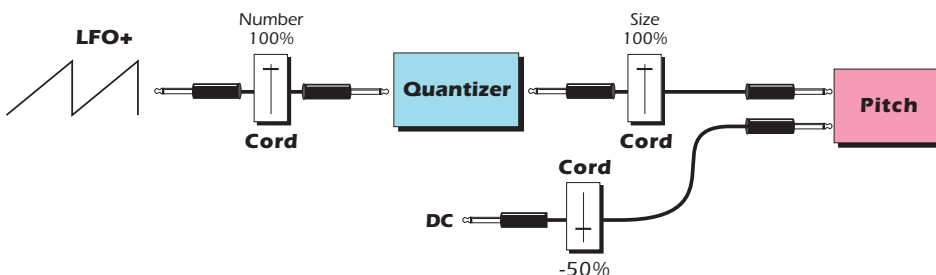 LFO+
Number
100%
Cord
Quantizer
Size
100%
Cord
Pitch
DC
Cord
-50%